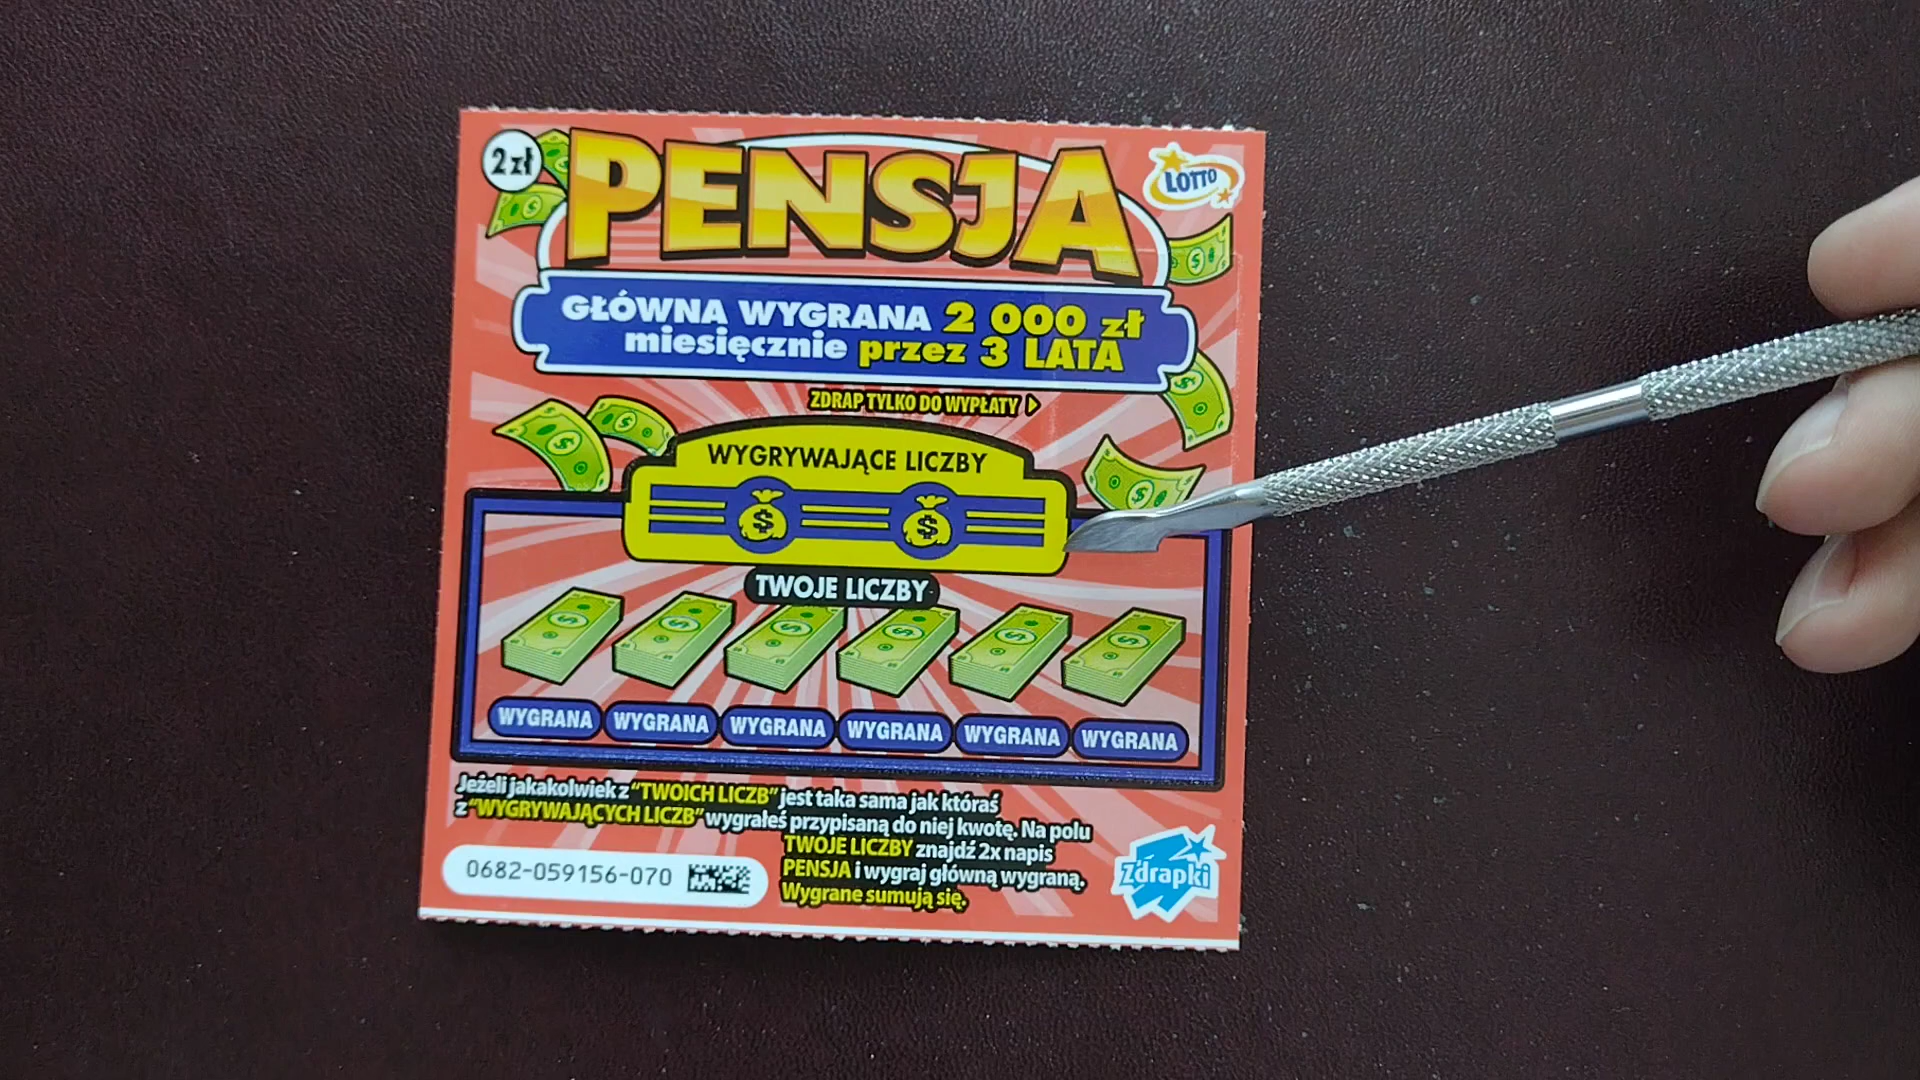 2 zł
PENSJA
LOTTO
GŁÓWNA WYGRANA 2 000 zł
miesięcznie przez 3 LATA
ZDRAP TYLKO DO WYPŁATY
WYGRYWAJĄCE LICZBY
TWOJE LICZBY
WYGRANA WYGRANA WYGRANA WYGRANA WYGRANA WYGRANA
Jeżeli jakakolwiek z "TWOICH LICZB" jest taka sama jak któraś
z "WYGRYWAJĄCYCH LICZB" wygrałeś przypisaną do niej kwotę. Na polu
TWOJE LICZBY znajdź 2x napis
PENSJA i wygraj główną wygraną.
Wygrane sumują się.
0682-059156-070
Zdrapki